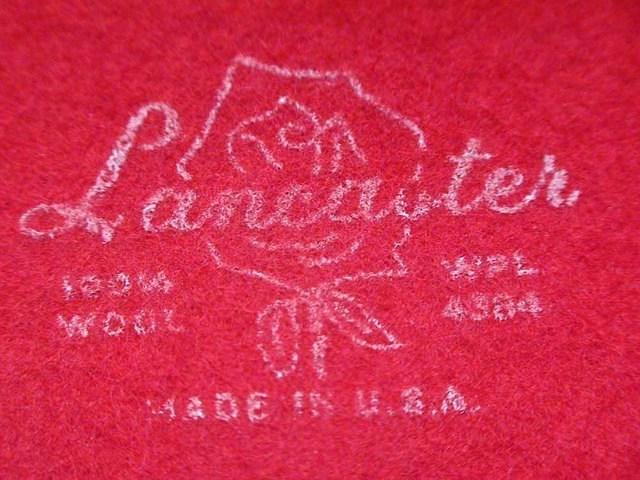 Lancaster
100%
WOOL
WPL
4364
MADE IN U.S.A.